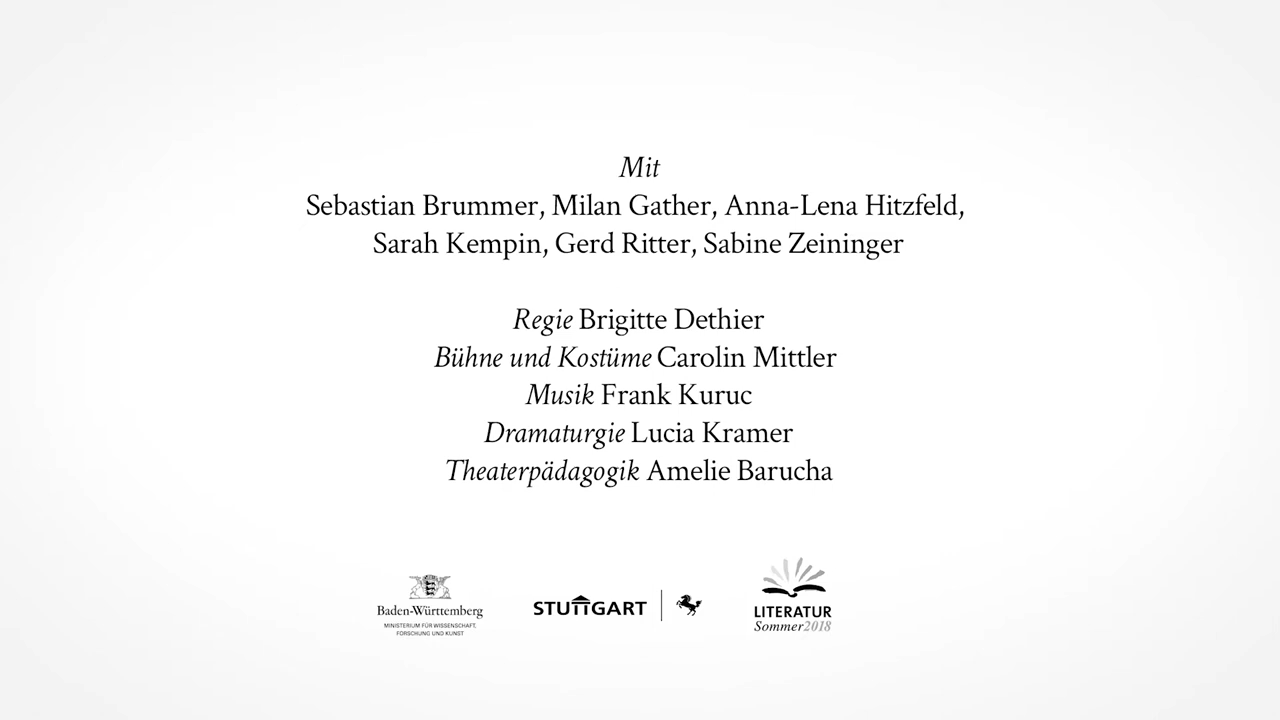 Mit
Sebastian Brummer, Milan Gather, Anna-Lena Hitzfeld,
Sarah Kempin, Gerd Ritter, Sabine Zeininger
Regie Brigitte Dethier
Bühne und Kostüme Carolin Mittler
Musik Frank Kuruc
Dramaturgie Lucia Kramer
Theaterpädagogik Amelie Barucha
Baden-Württemberg
MINISTERIUM FÜR WISSENSCHAFT,
FORSCHUNG UND KUNST
STUTTGART
LITERATUR
Sommer2018